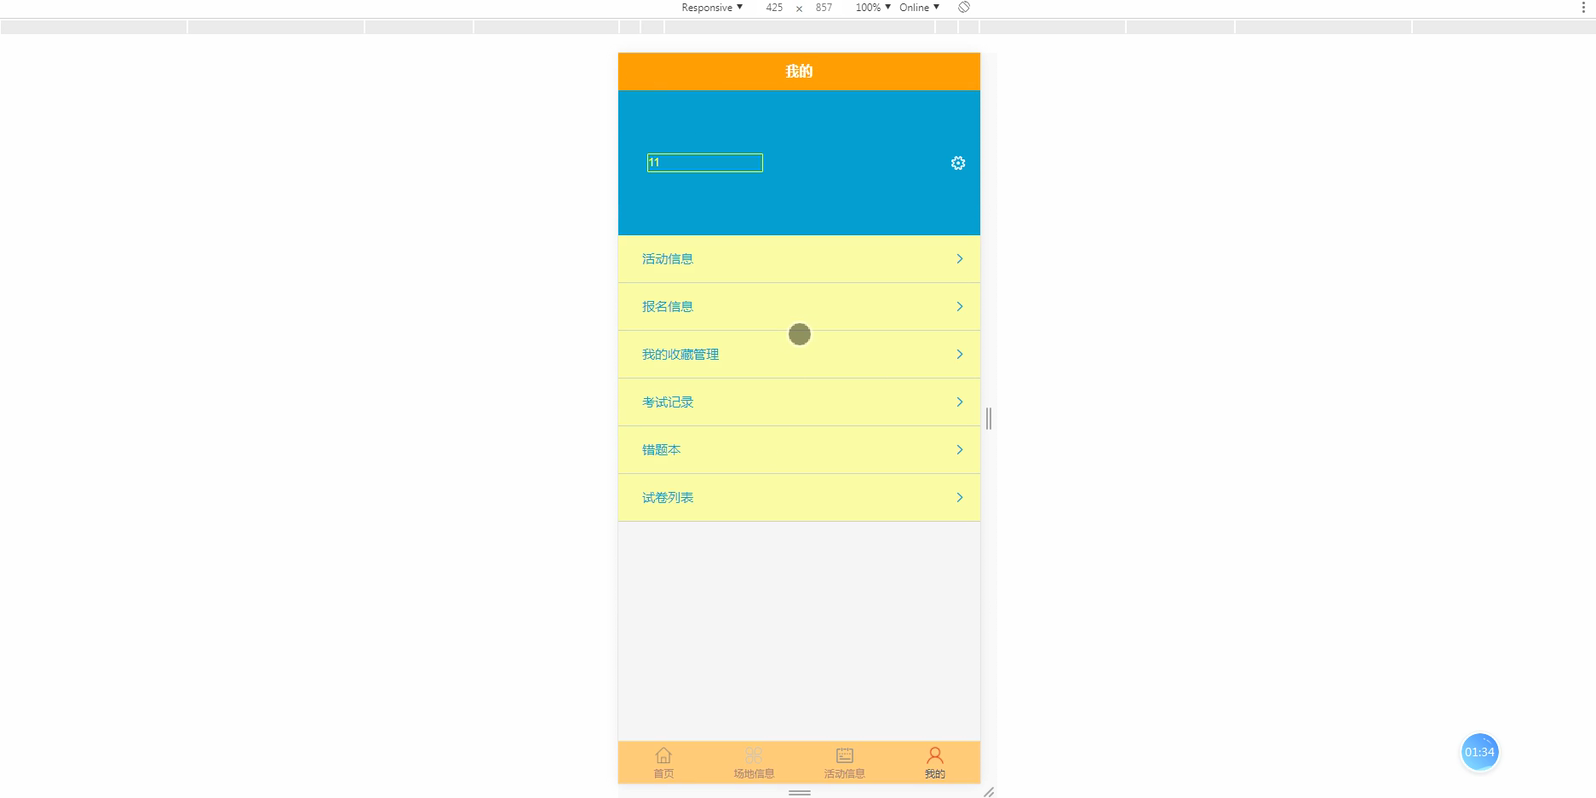 Responsive ▼ 425 × 857 100% ▼ Online ▼
我的
11
活动信息
报名信息
我的收藏管理
考试记录
错题本
试卷列表
首页 场地信息 活动信息 我的
01:34